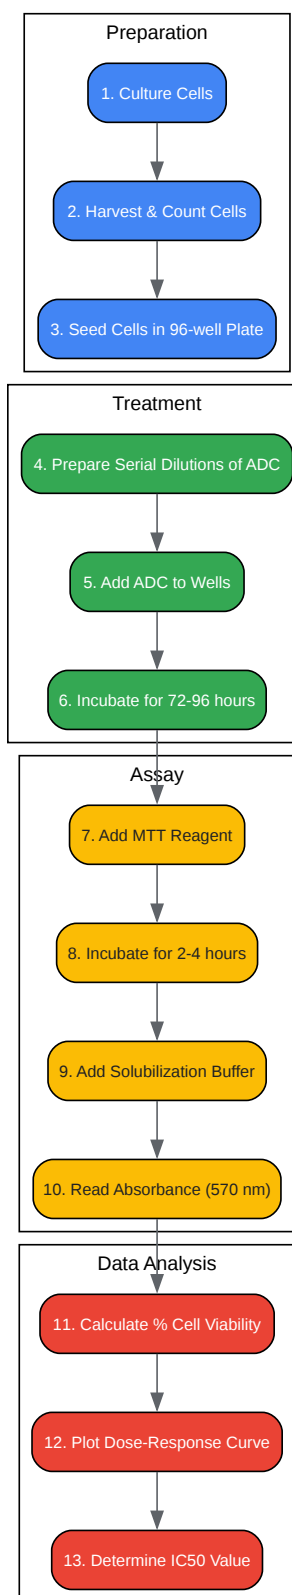 Preparation
1. Culture Cells
2. Harvest & Count Cells
3. Seed Cells in 96-well Plate
Treatment
4. Prepare Serial Dilutions of ADC
5. Add ADC to Wells
6. Incubate for 72-96 hours
Assay
7. Add MTT Reagent
8. Incubate for 2-4 hours
9. Add Solubilization Buffer
10. Read Absorbance (570 nm)
Data Analysis
11. Calculate % Cell Viability
12. Plot Dose-Response Curve
13. Determine IC50 Value